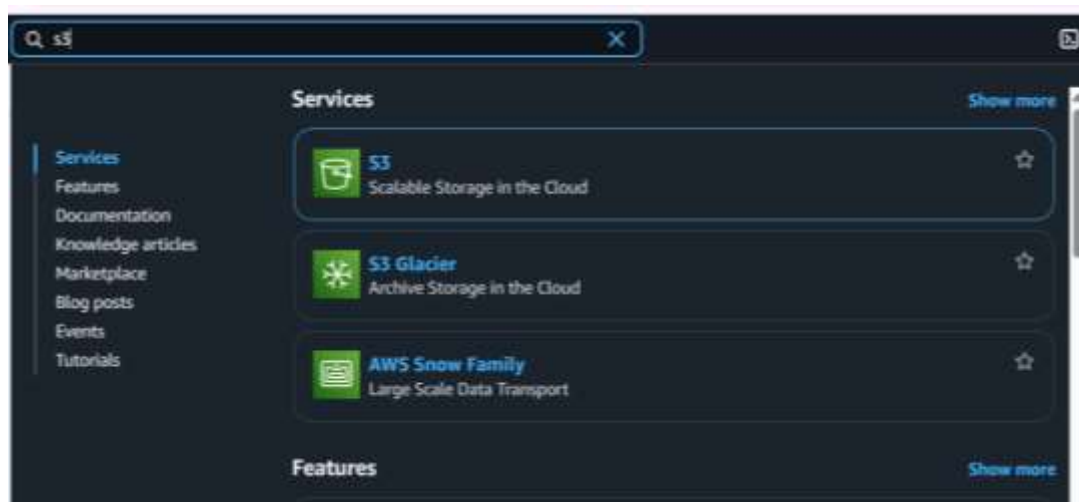 s3
Services Show more
Services
Features
Documentation
Knowledge articles
Marketplace
Blog posts
Events
Tutorials
S3
Scalable Storage in the Cloud
S3 Glacier
Archive Storage in the Cloud
AWS Snow Family
Large Scale Data Transport
Features Show more